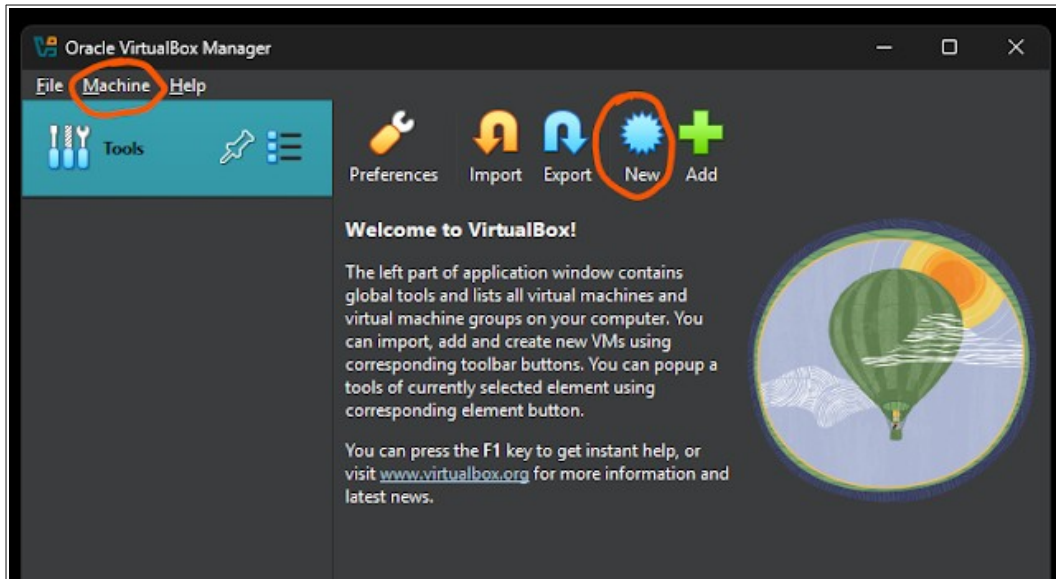 Oracle VirtualBox Manager
File Machine Help
Tools
Preferences Import Export New Add
Welcome to VirtualBox!
The left part of application window contains
global tools and lists all virtual machines and
virtual machine groups on your computer. You
can import, add and create new VMs using
corresponding toolbar buttons. You can popup a
tools of currently selected element using
corresponding element button.
You can press the F1 key to get instant help, or
visit www.virtualbox.org for more information and
latest news.